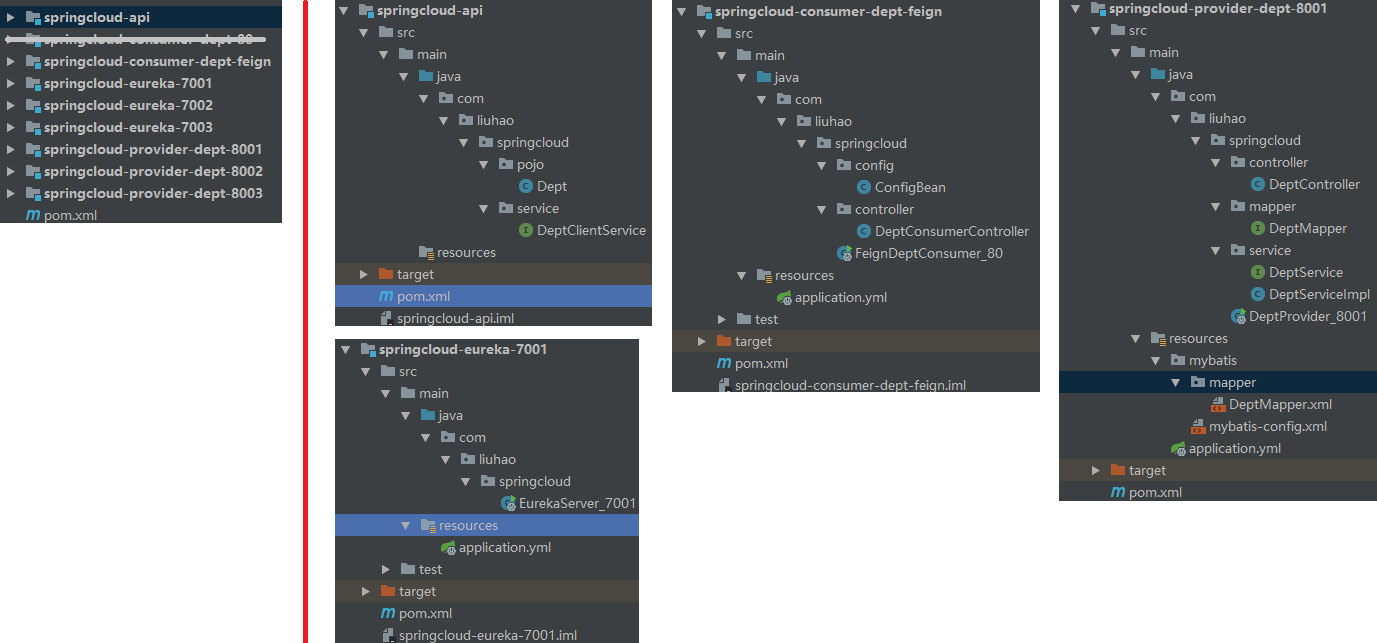 springcloud-api
springcloud-consumer-dept-80
springcloud-consumer-dept-feign
springcloud-eureka-7001
springcloud-eureka-7002
springcloud-eureka-7003
springcloud-provider-dept-8001
springcloud-provider-dept-8002
springcloud-provider-dept-8003
pom.xml
springcloud-api
src
main
java
com
liuhao
springcloud
pojo
Dept
service
DeptClientService
resources
target
pom.xml
springcloud-api.iml
springcloud-eureka-7001
src
main
java
com
liuhao
springcloud
EurekaServer_7001
resources
application.yml
test
target
pom.xml
springcloud-eureka-7001.iml
springcloud-consumer-dept-feign
src
main
java
com
liuhao
springcloud
config
ConfigBean
controller
DeptConsumerController
FeignDeptConsumer_80
resources
application.yml
test
target
pom.xml
springcloud-consumer-dept-feign.iml
springcloud-provider-dept-8001
src
main
java
com
liuhao
springcloud
controller
DeptController
mapper
DeptMapper
service
DeptService
DeptServiceImpl
DeptProvider_8001
resources
mybatis
mapper
DeptMapper.xml
mybatis-config.xml
application.yml
target
pom.xml